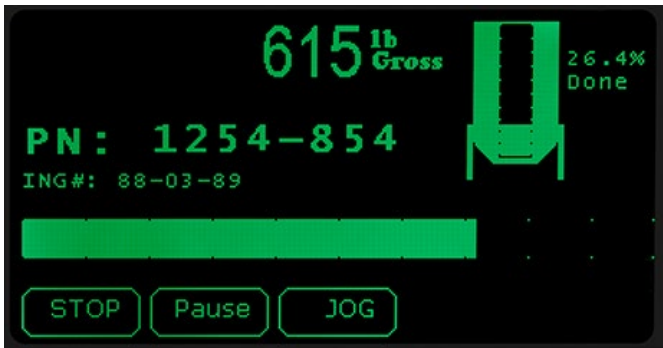 615 lb Gross
26.4% Done
PN: 1254-854
ING#: 88-03-89
STOP Pause JOG